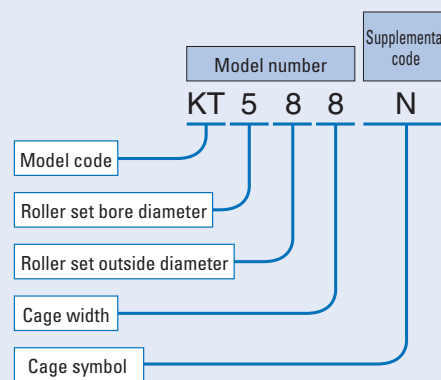 Supplementa
code
Model number
KT 5 8 8 N
Model code
Roller set bore diameter
Roller set outside diameter
Cage width
Cage symbol